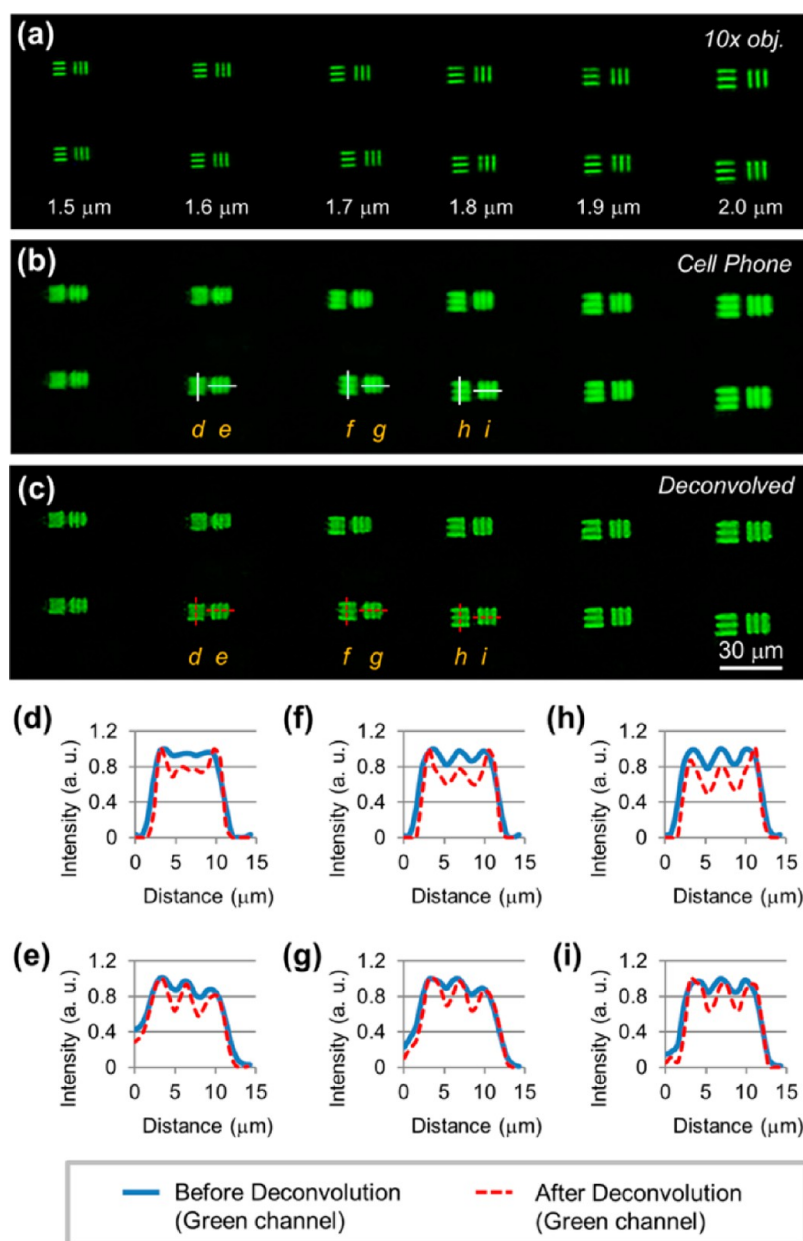 (a)
10x obj.
1.5 μm 1.6 μm 1.7 μm 1.8 μm 1.9 μm 2.0 μm
(b)
Cell Phone
d e f g h i
(c)
Deconvolved
d e f g h i
30 μm
(d)
Intensity (a. u.)
1.2
0.8
0.4
0
0 5 10 15
Distance (μm)
(f)
Intensity (a. u.)
1.2
0.8
0.4
0
0 5 10 15
Distance (μm)
(h)
Intensity (a. u.)
1.2
0.8
0.4
0
0 5 10 15
Distance (μm)
(e)
Intensity (a. u.)
1.2
0.8
0.4
0
0 5 10 15
Distance (μm)
(g)
Intensity (a. u.)
1.2
0.8
0.4
0
0 5 10 15
Distance (μm)
(i)
Intensity (a. u.)
1.2
0.8
0.4
0
0 5 10 15
Distance (μm)
Before Deconvolution
(Green channel)
After Deconvolution
(Green channel)